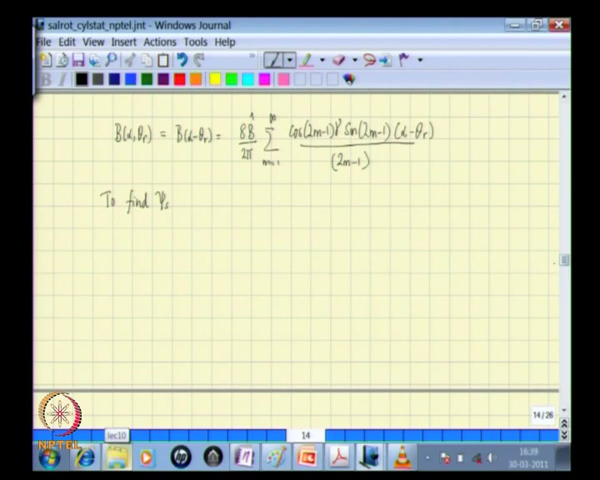 salrot_cylstat_nptel.jnt - Windows Journal
File Edit View Insert Actions Tools Help
B(α,θr) = B(α-θr) = 8B̂/2π ∞∑m=1 cos(2m-1)γ sin(2m-1)(α-θr)/(2m-1)
To find Ψs
14/26
NPTEL
lec10
14
16:39
30-03-2011